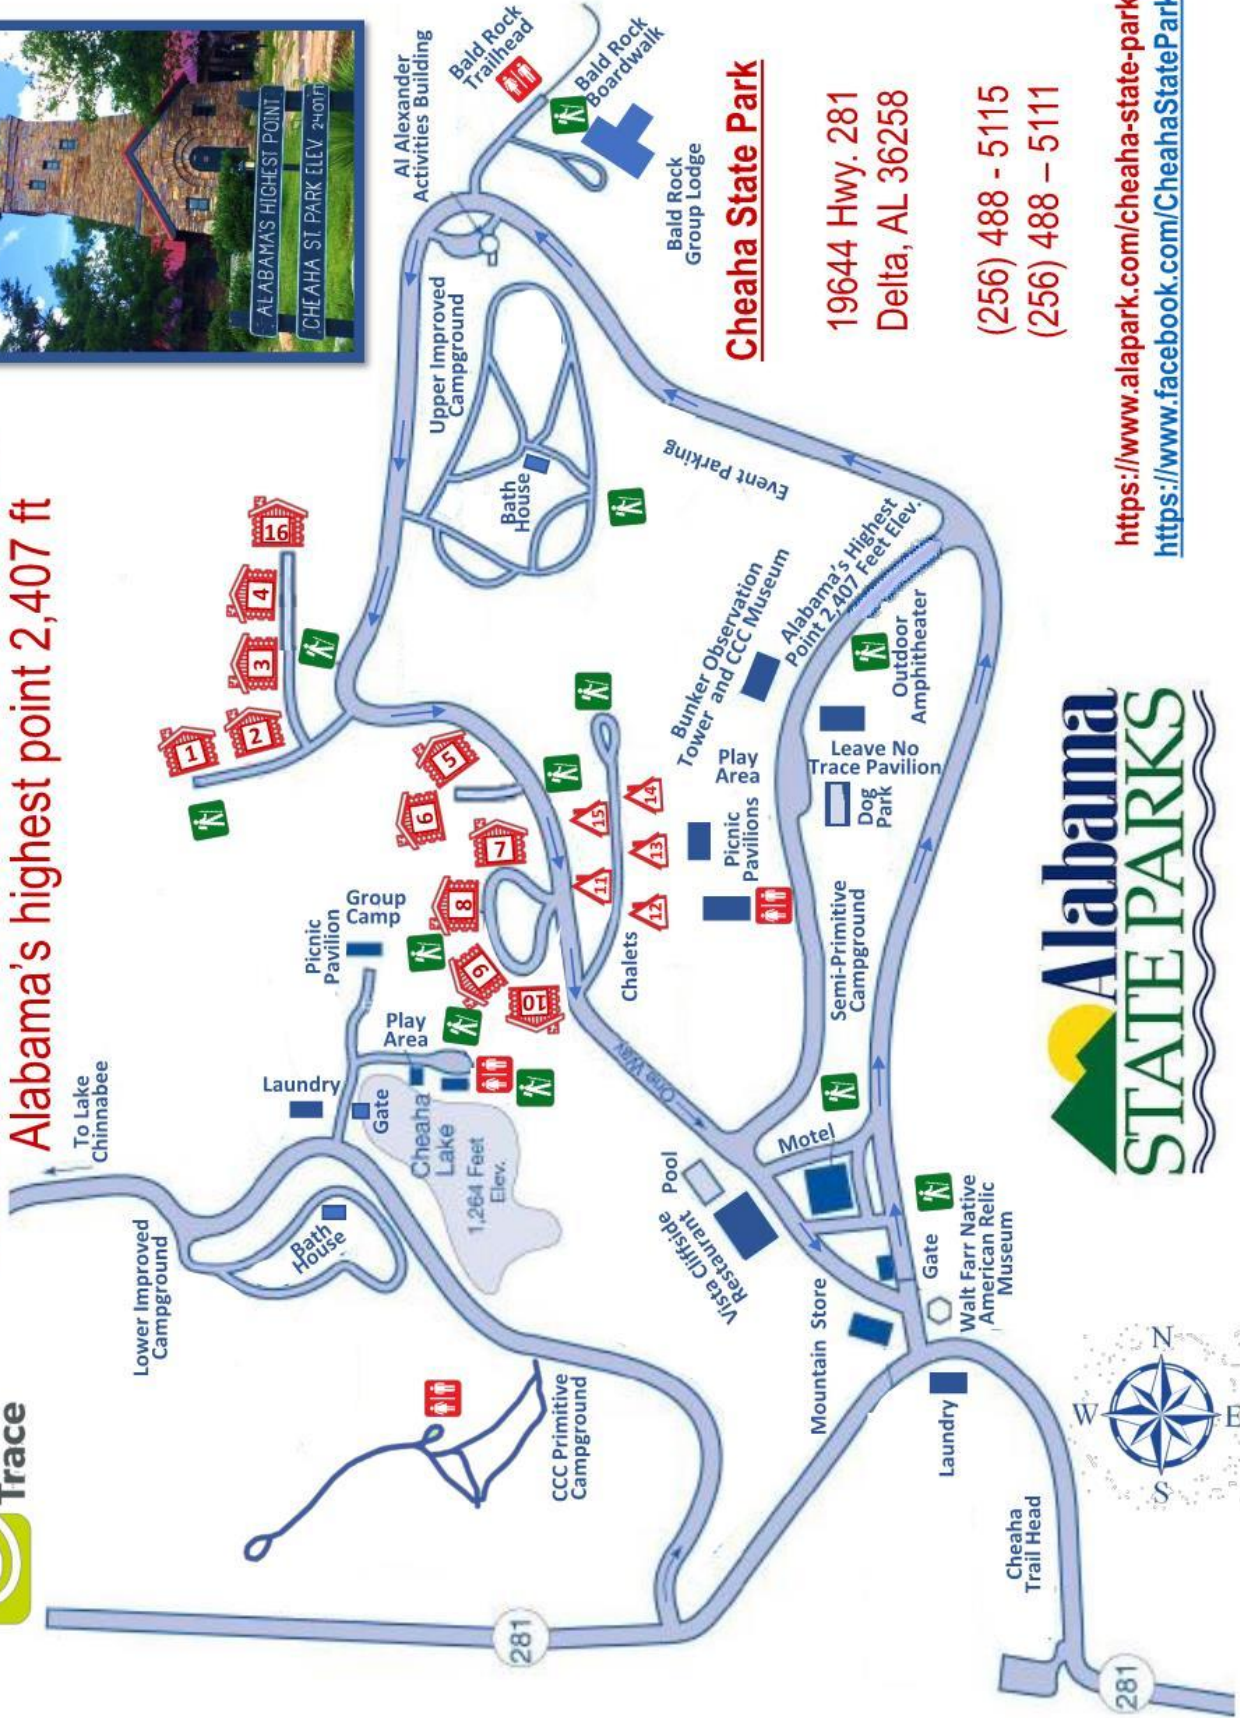 Trace
Alabama's highest point 2,407 ft
ALABAMA'S HIGHEST POINT
CHEAHA ST. PARK ELEV 2407FT
To Lake
Chinnabee
Lower Improved
Campground
Bath
House
Laundry
Gate
Picnic
Pavilion
Group
Camp
Play
Area
Cheaha
Lake
1,264 Feet
Elev.
CCC Primitive
Campground
281
1
2
3
4
16
5
6
7
8
9
10
11
15
12
13
14
Chalets
One Way
Upper Improved
Campground
Bath
House
Al Alexander
Activities Building
Bald Rock
Trailhead
Bald Rock
Boardwalk
Bald Rock
Group Lodge
Event Parking
Bunker Observation
Tower and CCC Museum
Alabama's Highest
Point 2,407 Feet Elev.
Outdoor
Amphitheater
Leave No
Trace Pavilion
Dog
Park
Play
Area
Picnic
Pavilions
Semi-Primitive
Campground
Motel
Pool
Vista Cliffside
Restaurant
Mountain Store
Gate
Walt Farr Native
American Relic
Museum
Laundry
Cheaha
Trail Head
281
Cheaha State Park
19644 Hwy. 281
Delta, AL 36258
(256) 488 - 5115
(256) 488 – 5111
https://www.alapark.com/cheaha-state-park
https://www.facebook.com/CheahaStatePark
Alabama
STATE PARKS
N
W
E
S